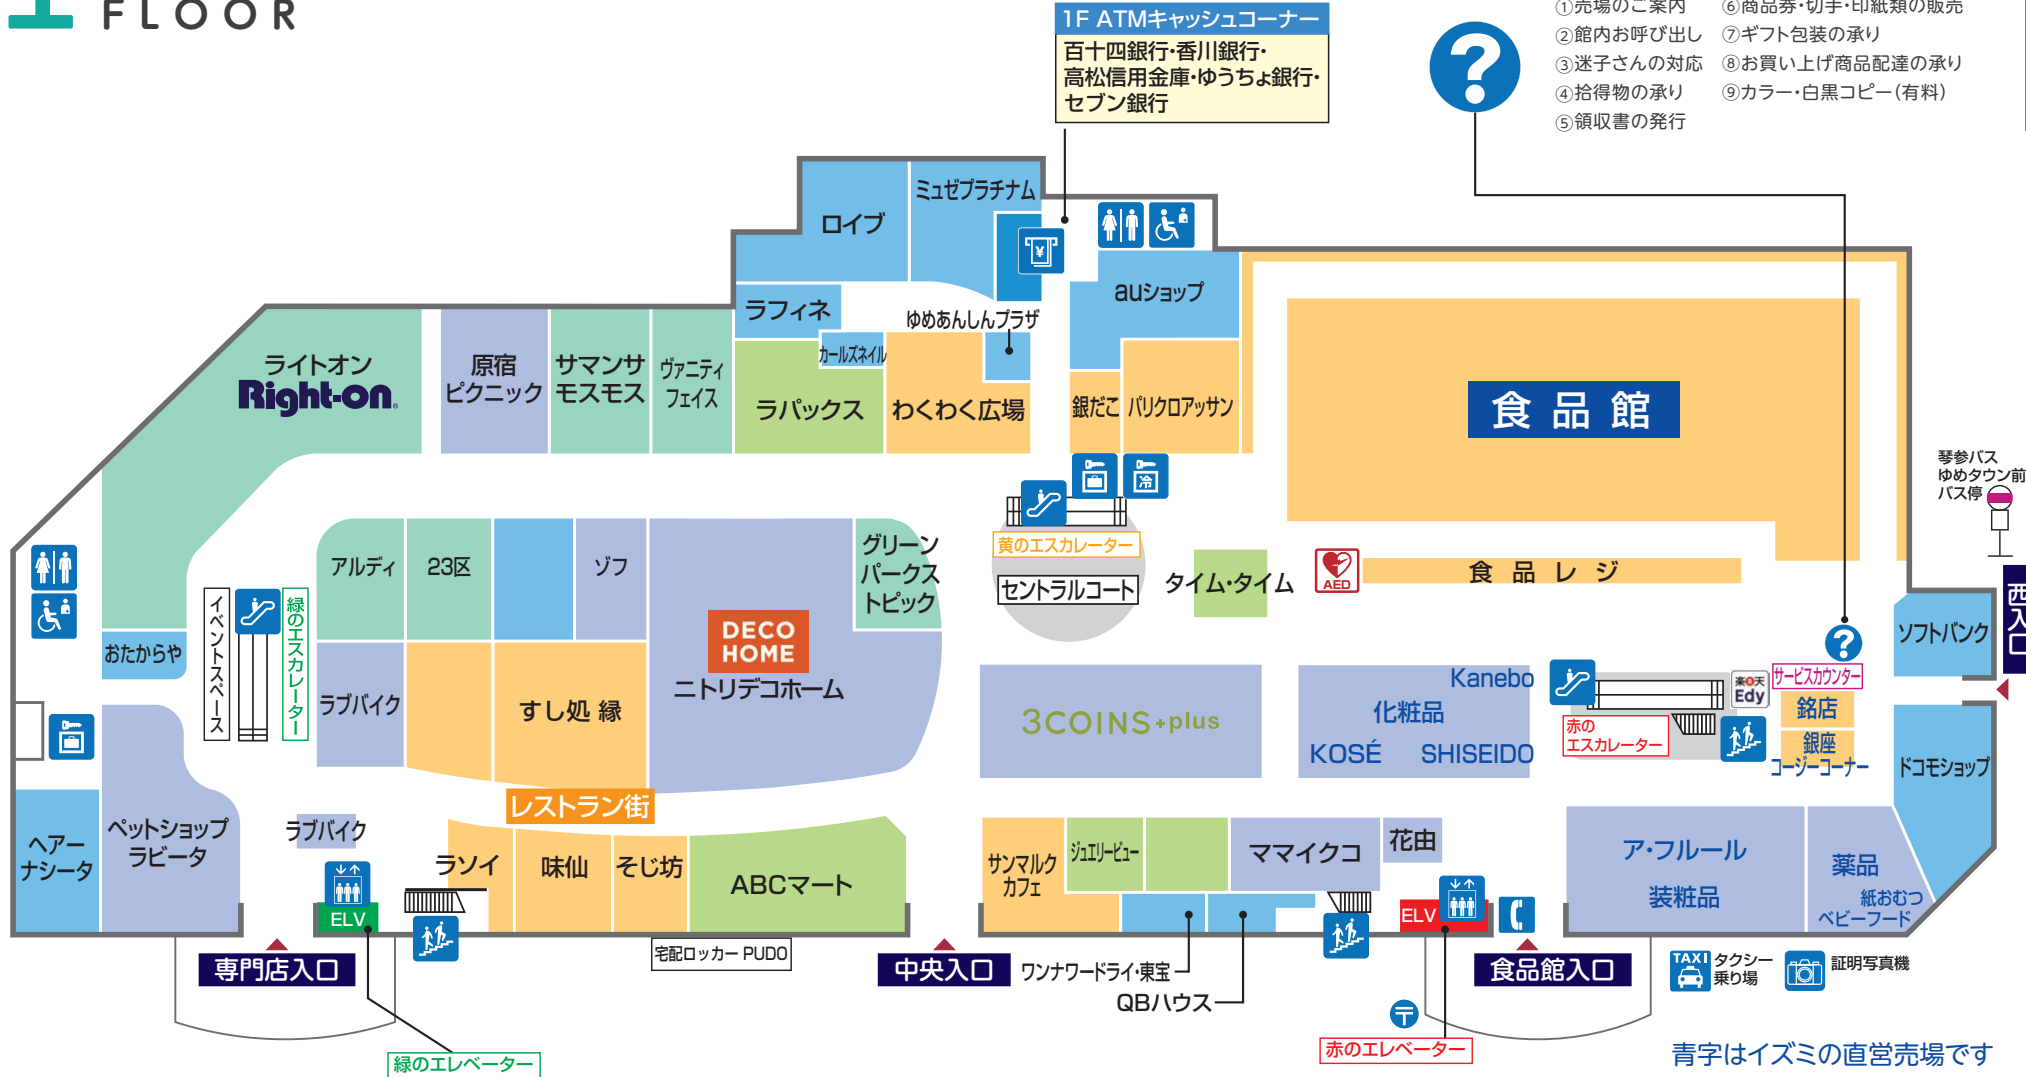 FLOOR
1F ATMキャッシュコーナー
百十四銀行・香川銀行・
高松信用金庫・ゆうちょ銀行・
セブン銀行
?
①売場のご案内
②館内お呼び出し
③迷子さんの対応
④拾得物の承り
⑤領収書の発行
⑥商品券・切手・印紙類の販売
⑦ギフト包装の承り
⑧お買い上げ商品配達の承り
⑨カラー・白黒コピー(有料)
ミュゼプラチナム
ロイブ
ラフィネ
カールズネイル
ゆめあんしんプラザ
auショップ
ライトオン
Right-on.
原宿
ピクニック
サマンサ
モスモス
ヴァニティ
フェイス
ラパックス
わくわく広場
銀だこ
パリクロアッサン
食品館
琴参バス
ゆめタウン前
バス停
冷
黄のエスカレーター
セントラルコート
タイム・タイム
AED
食品レジ
アルディ
23区
ゾフ
グリーン
パークス
トピック
DECO
HOME
ニトリデコホーム
イベントスペース
緑のエスカレーター
おたからや
ラブバイク
すし処 縁
レストラン街
3COINS+plus
Kanebo
化粧品
KOSÉ
SHISEIDO
赤の
エスカレーター
楽天
Edy
?
サービスカウンター
銘店
銀座
コージーコーナー
ソフトバンク
西入口
ドコモショップ
ヘアー
ナシータ
ペットショップ
ラビータ
ラブバイク
ELV
ラソイ
味仙
そじ坊
ABCマート
サンマルク
カフェ
ジュエリービュー
ママイクコ
花由
ELV
ア・フルール
装粧品
薬品
紙おむつ
ベビーフード
専門店入口
宅配ロッカー PUDO
中央入口
ワンナワードライ・東宝
QBハウス
食品館入口
TAXI
タクシー
乗り場
証明写真機
〒
緑のエレベーター
赤のエレベーター
青字はイズミの直営売場です